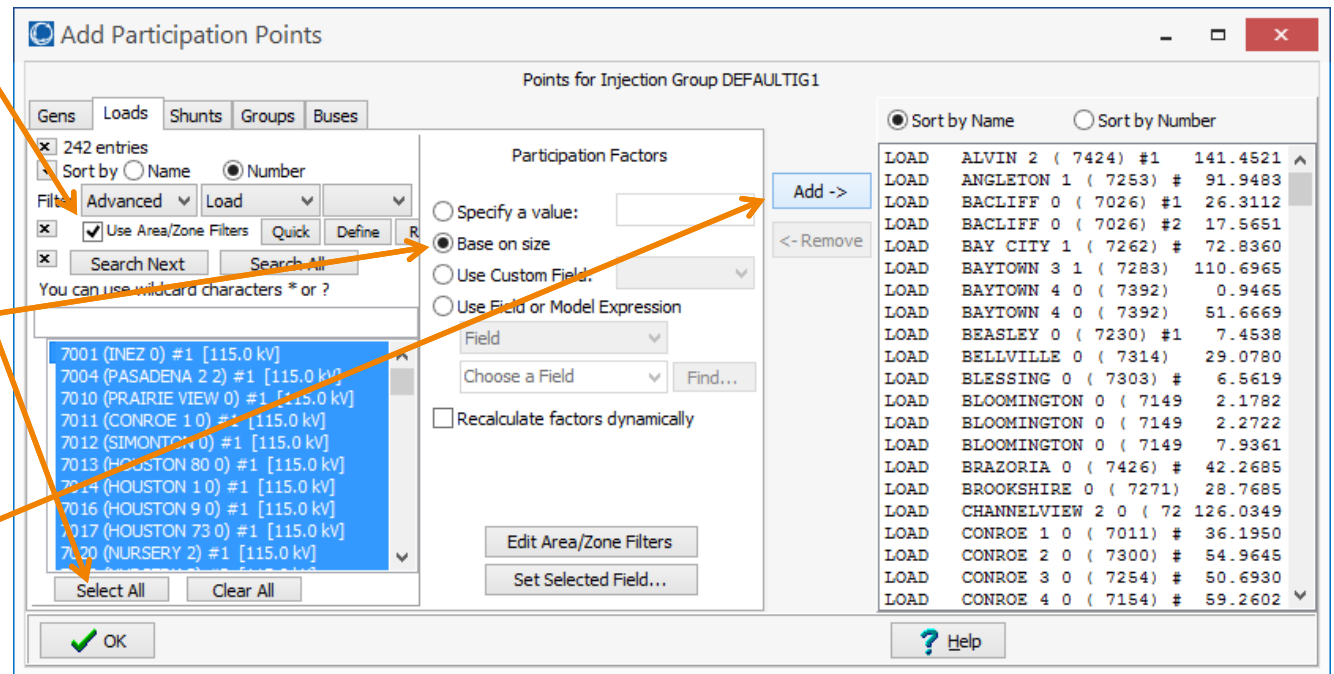 Add Participation Points
Points for Injection Group DEFAULTIG1
Gens Loads Shunts Groups Buses
242 entries
Sort by Name Number
Advanced Load
Use Area/Zone Filters Quick Define R
Search Next Search All
You can use wildcard characters * or ?
7001 (INEZ 0) #1 [115.0 kV]
7004 (PASADENA 2 2) #1 [115.0 kV]
7010 (PRAIRIE VIEW 0) #1 [115.0 kV]
7011 (CONROE 1 0) #1 [115.0 kV]
7012 (SIMONTON 0) #1 [115.0 kV]
7013 (HOUSTON 80 0) #1 [115.0 kV]
7014 (HOUSTON 1 0) #1 [115.0 kV]
7016 (HOUSTON 9 0) #1 [115.0 kV]
7017 (HOUSTON 73 0) #1 [115.0 kV]
7020 (NURSERY 2) #1 [115.0 kV]
Select All Clear All
OK
Participation Factors
Specify a value:
Base on size
Use Custom Field:
Use Field or Model Expression
Field
Choose a Field Find...
Recalculate factors dynamically
Edit Area/Zone Filters
Set Selected Field...
Add ->
<- Remove
Sort by Name Sort by Number
LOAD ALVIN 2 ( 7424) #1 141.4521
LOAD ANGLETON 1 ( 7253) # 91.9483
LOAD BACLIFF 0 ( 7026) #1 26.3112
LOAD BACLIFF 0 ( 7026) #2 17.5651
LOAD BAY CITY 1 ( 7262) # 72.8360
LOAD BAYTOWN 3 1 ( 7283) 110.6965
LOAD BAYTOWN 4 0 ( 7392) 0.9465
LOAD BAYTOWN 4 0 ( 7392) 51.6669
LOAD BEASLEY 0 ( 7230) #1 7.4538
LOAD BELLVILLE 0 ( 7314) 29.0780
LOAD BLESSING 0 ( 7303) # 6.5619
LOAD BLOOMINGTON 0 ( 7149 2.1782
LOAD BLOOMINGTON 0 ( 7149 2.2722
LOAD BLOOMINGTON 0 ( 7149 7.9361
LOAD BRAZORIA 0 ( 7426) # 42.2685
LOAD BROOKSHIRE 0 ( 7271) 28.7685
LOAD CHANNELVIEW 2 0 ( 72 126.0349
LOAD CONROE 1 0 ( 7011) # 36.1950
LOAD CONROE 2 0 ( 7300) # 54.9645
LOAD CONROE 3 0 ( 7254) # 50.6930
LOAD CONROE 4 0 ( 7154) # 59.2602
Help